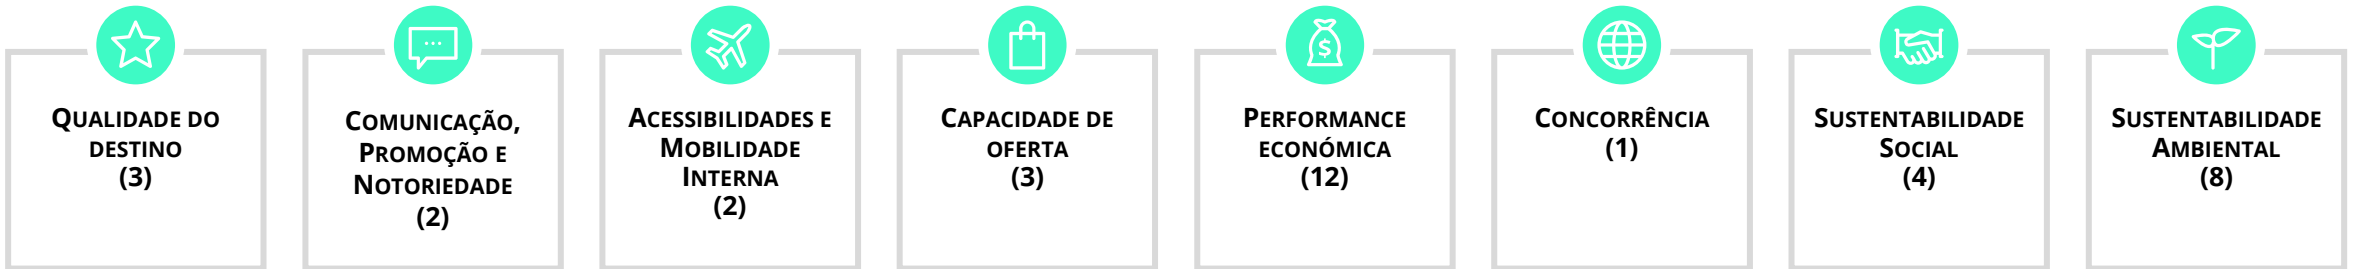 QUALIDADE DO
DESTINO
(3)
COMUNICAÇÃO,
PROMOÇÃO E
NOTORIEDADE
(2)
ACESSIBILIDADES E
MOBILIDADE
INTERNA
(2)
CAPACIDADE DE
OFERTA
(3)
PERFORMANCE
ECONÓMICA
(12)
CONCORRÊNCIA
(1)
SUSTENTABILIDADE
SOCIAL
(4)
SUSTENTABILIDADE
AMBIENTAL
(8)